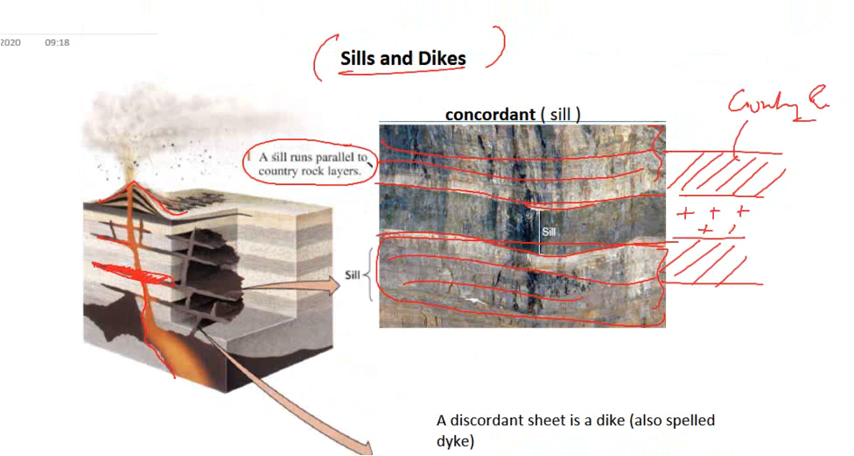 2020 09:18
Sills and Dikes
concordant ( sill )
Country R
A sill runs parallel to
country rock layers.
Sill
Sill
A discordant sheet is a dike (also spelled
dyke)